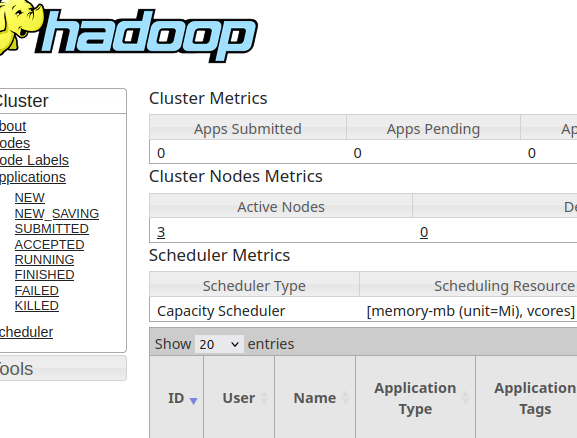 hadoop
Cluster
bout
odes
ode Labels
pplications
NEW
NEW_SAVING
SUBMITTED
ACCEPTED
RUNNING
FINISHED
FAILED
KILLED
cheduler
ools
Cluster Metrics
Apps Submitted Apps Pending Ap
0 0 0
Cluster Nodes Metrics
Active Nodes De
3 0
Scheduler Metrics
Scheduler Type Scheduling Resource
Capacity Scheduler [memory-mb (unit=Mi), vcores]
Show 20 entries
ID User Name Application Type Application Tags